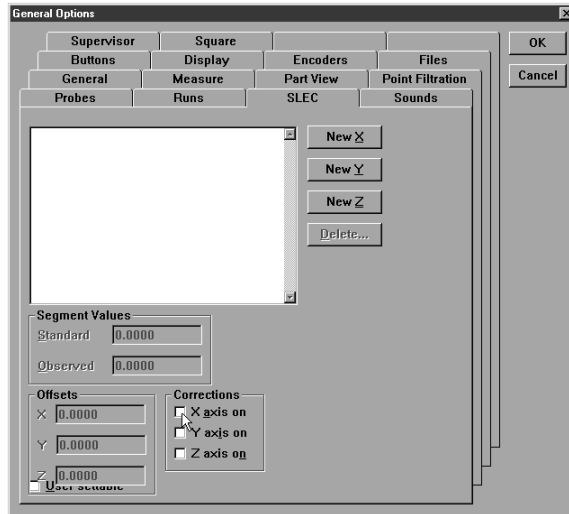 General Options
Supervisor Square
OK
Buttons Display Encoders Files
General Measure Part View Point Filtration
Cancel
Probes Runs SLEC Sounds
New X
New Y
New Z
Delete...
Segment Values
Standard 0.0000
Observed 0.0000
Offsets
X 0.0000
Y 0.0000
Z 0.0000
User settable
Corrections
X axis on
Y axis on
Z axis on